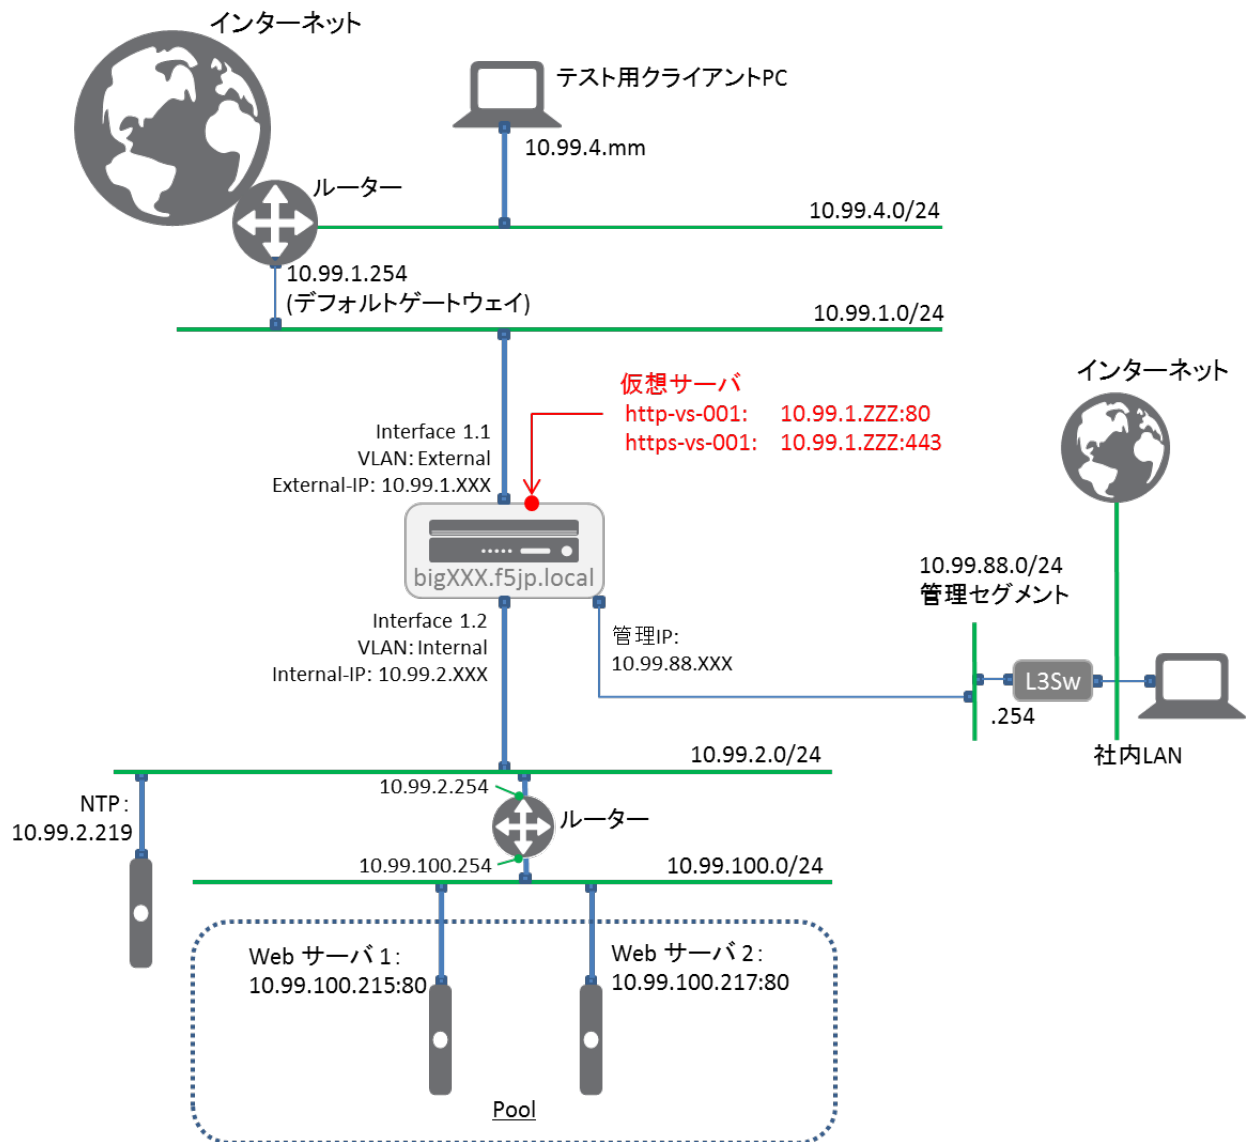 インターネット
テスト用クライアントPC
10.99.4.mm
ルーター
10.99.4.0/24
10.99.1.254
(デフォルトゲートウェイ)
10.99.1.0/24
インターネット
仮想サーバ
http-vs-001: 10.99.1.ZZZ:80
https-vs-001: 10.99.1.ZZZ:443
Interface 1.1
VLAN: External
External-IP: 10.99.1.XXX
bigXXX.f5jp.local
10.99.88.0/24
管理セグメント
Interface 1.2
VLAN: Internal
Internal-IP: 10.99.2.XXX
管理IP:
10.99.88.XXX
L3Sw
.254
社内LAN
10.99.2.0/24
10.99.2.254
NTP:
10.99.2.219
ルーター
10.99.100.254
10.99.100.0/24
Web サーバ 1:
10.99.100.215:80
Web サーバ 2:
10.99.100.217:80
Pool